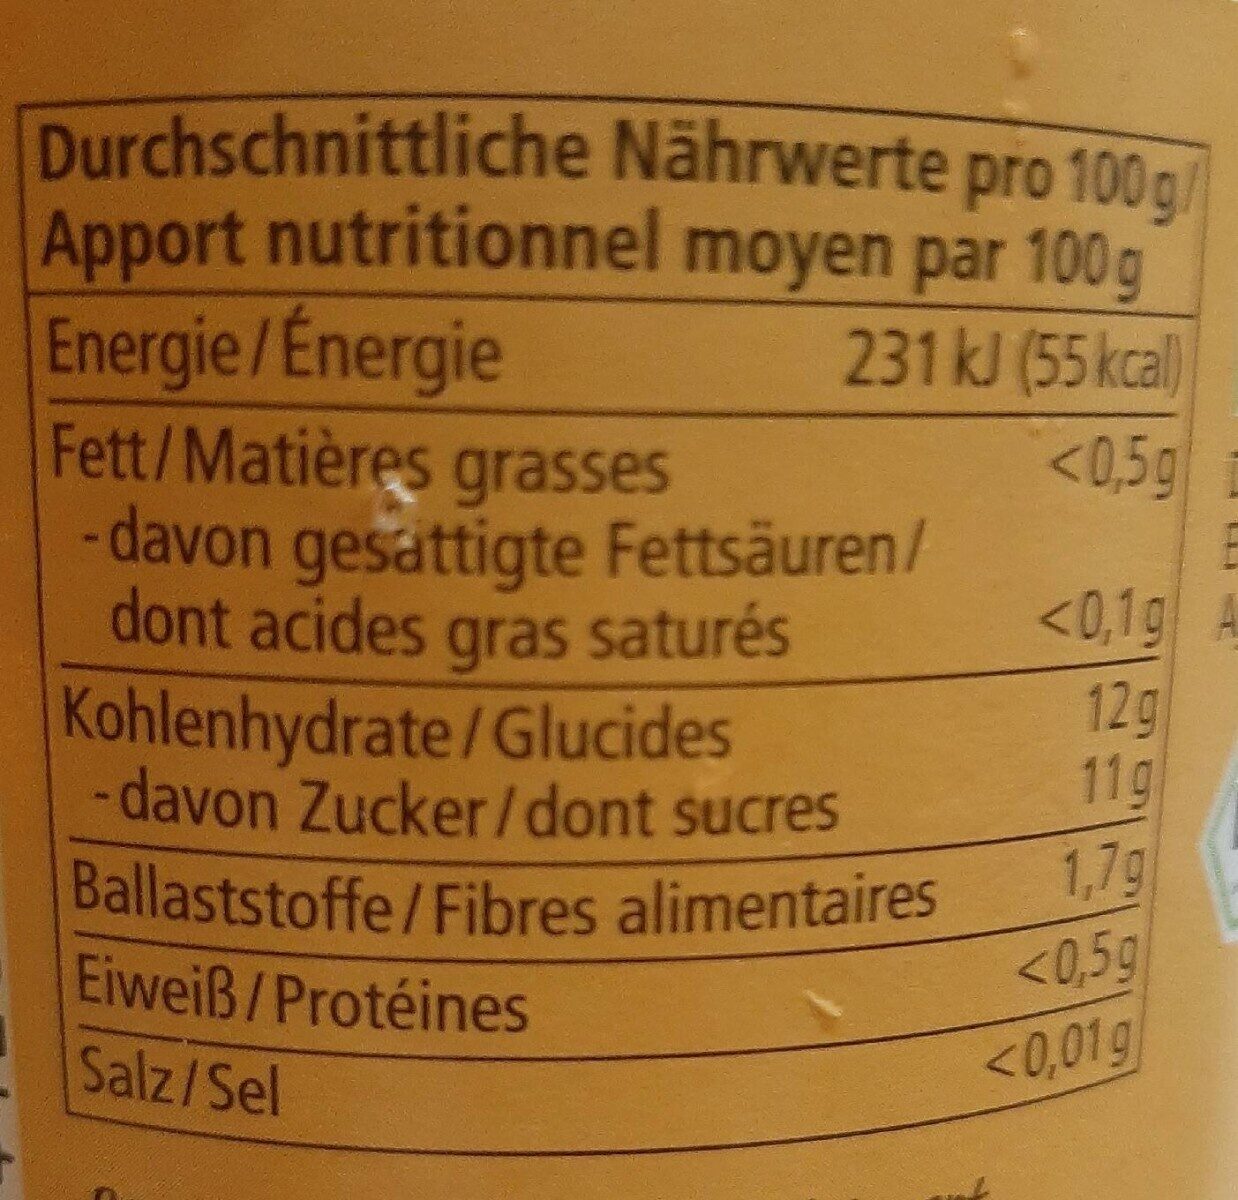 Durchschnittliche Nährwerte pro 100g/
Apport nutritionnel moyen par 100g
Energie/Énergie 231 kJ (55 kcal)
Fett/Matières grasses <0,5g
-davon gesättigte Fettsäuren/
dont acides gras saturés <0,1g
Kohlenhydrate/Glucides 12g
-davon Zucker/dont sucres 11g
Ballaststoffe/Fibres alimentaires 1,7g
Eiweiß/Protéines <0,5g
Salz/Sel <0,01g